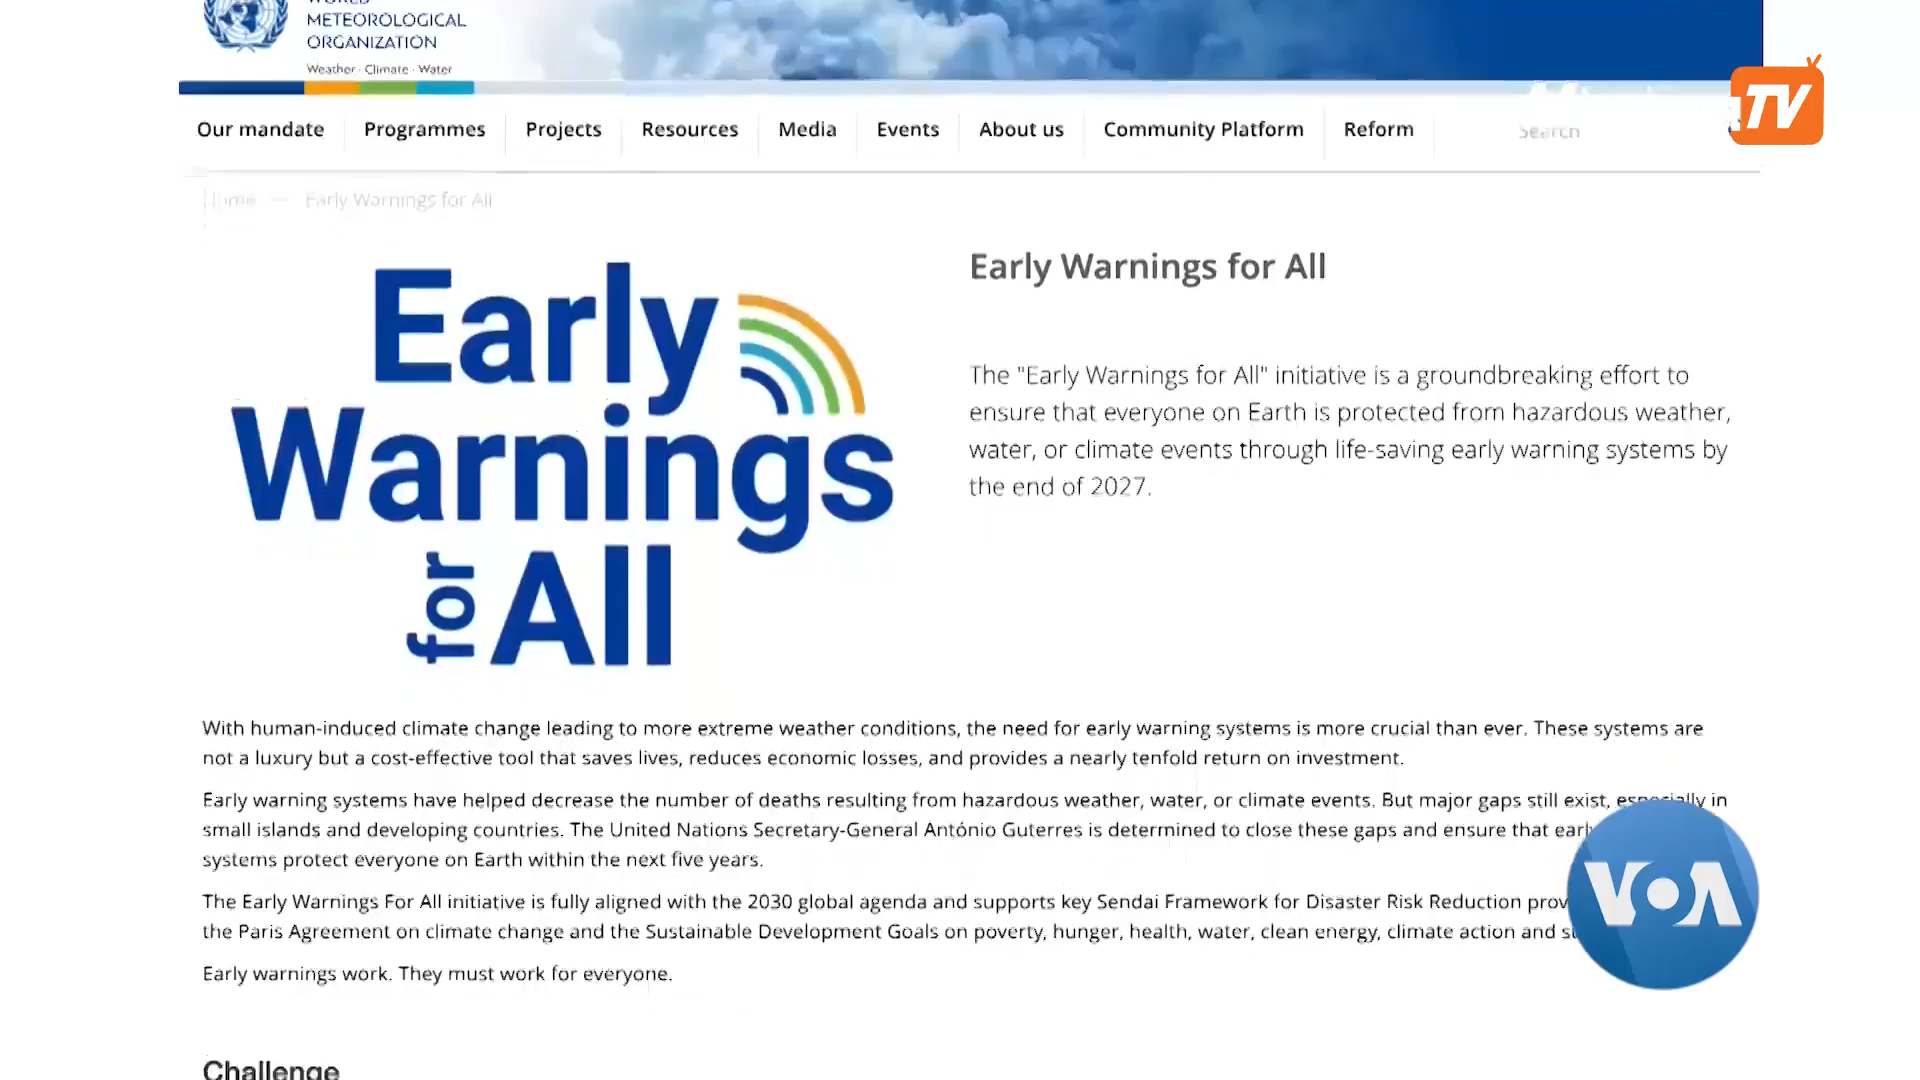 METEOROLOGICAL
ORGANIZATION
Weather · Climate · Water
TV
Our mandate Programmes Projects Resources Media Events About us Community Platform Reform Search
Early Warnings for All
Early
Warnings
for All
Early Warnings for All
The "Early Warnings for All" initiative is a groundbreaking effort to
ensure that everyone on Earth is protected from hazardous weather,
water, or climate events through life-saving early warning systems by
the end of 2027.
With human-induced climate change leading to more extreme weather conditions, the need for early warning systems is more crucial than ever. These systems are
not a luxury but a cost-effective tool that saves lives, reduces economic losses, and provides a nearly tenfold return on investment.
Early warning systems have helped decrease the number of deaths resulting from hazardous weather, water, or climate events. But major gaps still exist, especially in
small islands and developing countries. The United Nations Secretary-General António Guterres is determined to close these gaps and ensure that
systems protect everyone on Earth within the next five years.
The Early Warnings For All initiative is fully aligned with the 2030 global agenda and supports key Sendai Framework for Disaster Risk Reduction
the Paris Agreement on climate change and the Sustainable Development Goals on poverty, hunger, health, water, clean energy, climate action and
Early warnings work. They must work for everyone.
VOA
Challenge